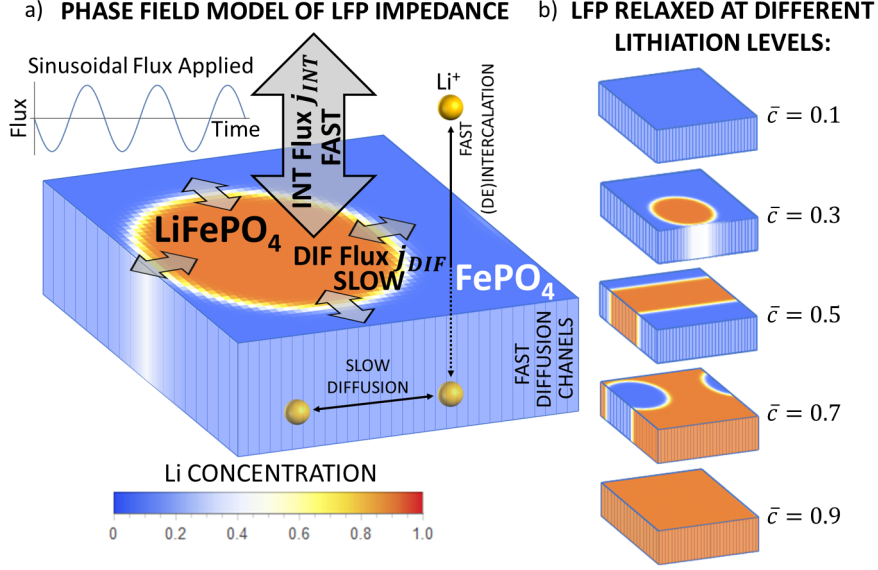 a) PHASE FIELD MODEL OF LFP IMPEDANCE
Sinusoidal Flux Applied
Flux
Time
INT Flux j_INT
FAST
Li⁺
FAST
(DE)INTERCALATION
LiFePO₄
DIF Flux j_DIF
SLOW
FePO₄
SLOW
DIFFUSION
FAST
DIFFUSION
CHANELS
Li CONCENTRATION
0 0.2 0.4 0.6 0.8 1.0
b) LFP RELAXED AT DIFFERENT
LITHIATION LEVELS:
c̄ = 0.1
c̄ = 0.3
c̄ = 0.5
c̄ = 0.7
c̄ = 0.9